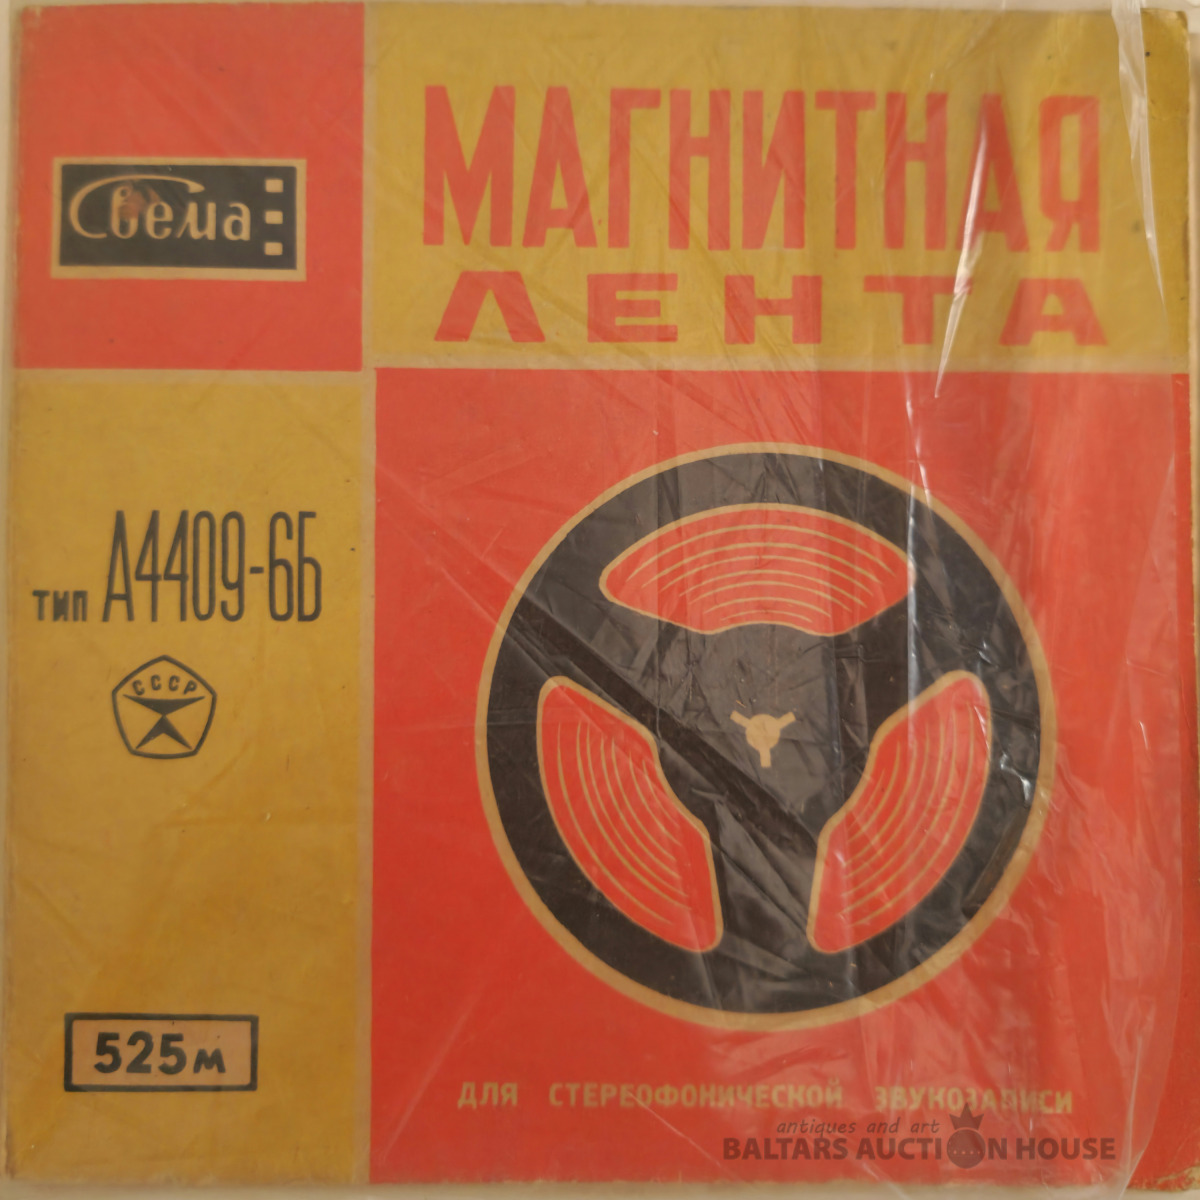 Свема
МАГНИТНАЯ
ЛЕНТА
тип А4409-6Б
СССР
525м
ДЛЯ СТЕРЕОФОНИЧЕСКОЙ ЗВУКОЗАПИСИ
antiques and art
BALTARS AUCTION HOUSE